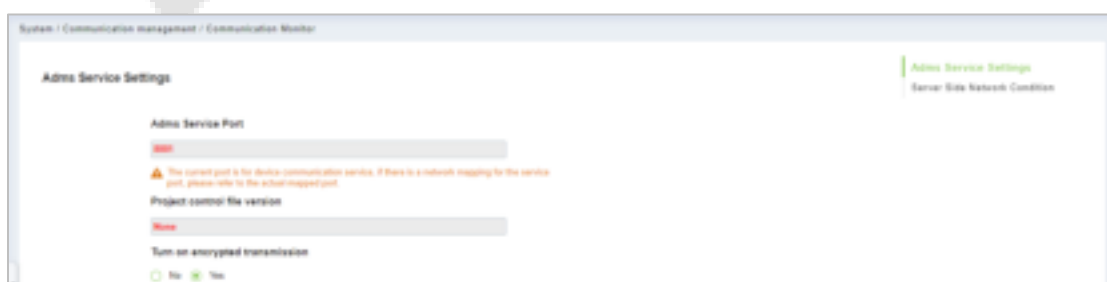 System / Communication management / Communication Monitor
Adms Service Settings
Adms Service Settings
Server Side Network Condition
Adms Service Port
The current port is for device communication service, if there is a network mapping for the service
port, please refer to the actual mapped port.
Project control file version
None
Turn on encrypted transmission
No Yes